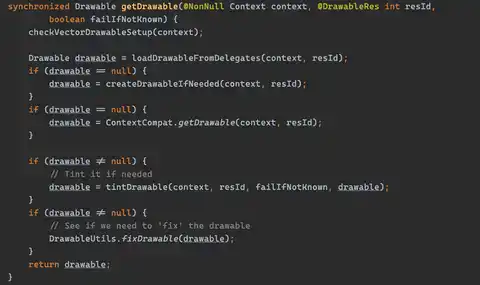 synchronized Drawable getDrawable(@NonNull Context context, @DrawableRes int resId,
        boolean failIfNotKnown) {
    checkVectorDrawableSetup(context);

    Drawable drawable = loadDrawableFromDelegates(context, resId);
    if (drawable == null) {
        drawable = createDrawableIfNeeded(context, resId);
    }
    if (drawable == null) {
        drawable = ContextCompat.getDrawable(context, resId);
    }

    if (drawable ≠ null) {
        // Tint it if needed
        drawable = tintDrawable(context, resId, failIfNotKnown, drawable);
    }
    if (drawable ≠ null) {
        // See if we need to 'fix' the drawable
        DrawableUtils.fixDrawable(drawable);
    }
    return drawable;
}